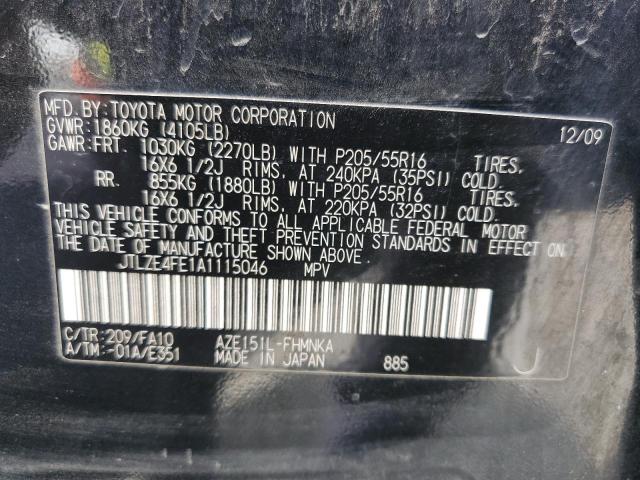 MFD. BY: TOYOTA MOTOR CORPORATION 12/09
GVWR: 1860KG (4105LB)
GAWR: FRT. 1030KG (2270LB) WITH P205/55R16 TIRES,
16X6 1/2J RIMS, AT 240KPA (35PSI) COLD.
RR. 855KG (1880LB) WITH P205/55R16 TIRES,
16X6 1/2J RIMS, AT 220KPA (32PSI) COLD.
THIS VEHICLE CONFORMS TO ALL APPLICABLE FEDERAL MOTOR
VEHICLE SAFETY AND THEFT PREVENTION STANDARDS IN EFFECT ON
THE DATE OF MANUFACTURE SHOWN ABOVE.
JTLZE4FE1A1115046 MPV
C/TR: 209/FA10 AZE151L-FHMNKA
A/TM: -01A/E351 MADE IN JAPAN 885
U